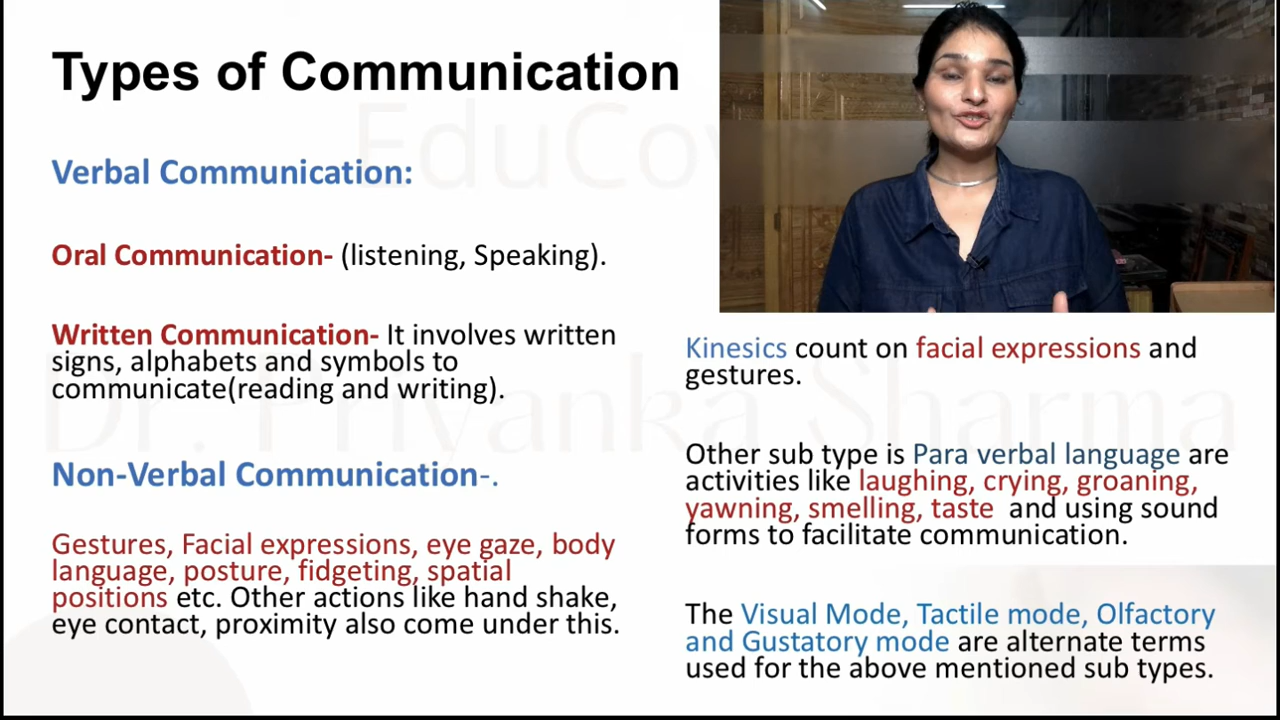 Types of Communication
EduCov
Verbal Communication:
Oral Communication- (listening, Speaking).
Written Communication- It involves written
signs, alphabets and symbols to
communicate(reading and writing).
Dr. Priyanka Sharma
Non-Verbal Communication-.
Gestures, Facial expressions, eye gaze, body
language, posture, fidgeting, spatial
positions etc. Other actions like hand shake,
eye contact, proximity also come under this.
Kinesics count on facial expressions and
gestures.
Other sub type is Para verbal language are
activities like laughing, crying, groaning,
yawning, smelling, taste and using sound
forms to facilitate communication.
The Visual Mode, Tactile mode, Olfactory
and Gustatory mode are alternate terms
used for the above mentioned sub types.